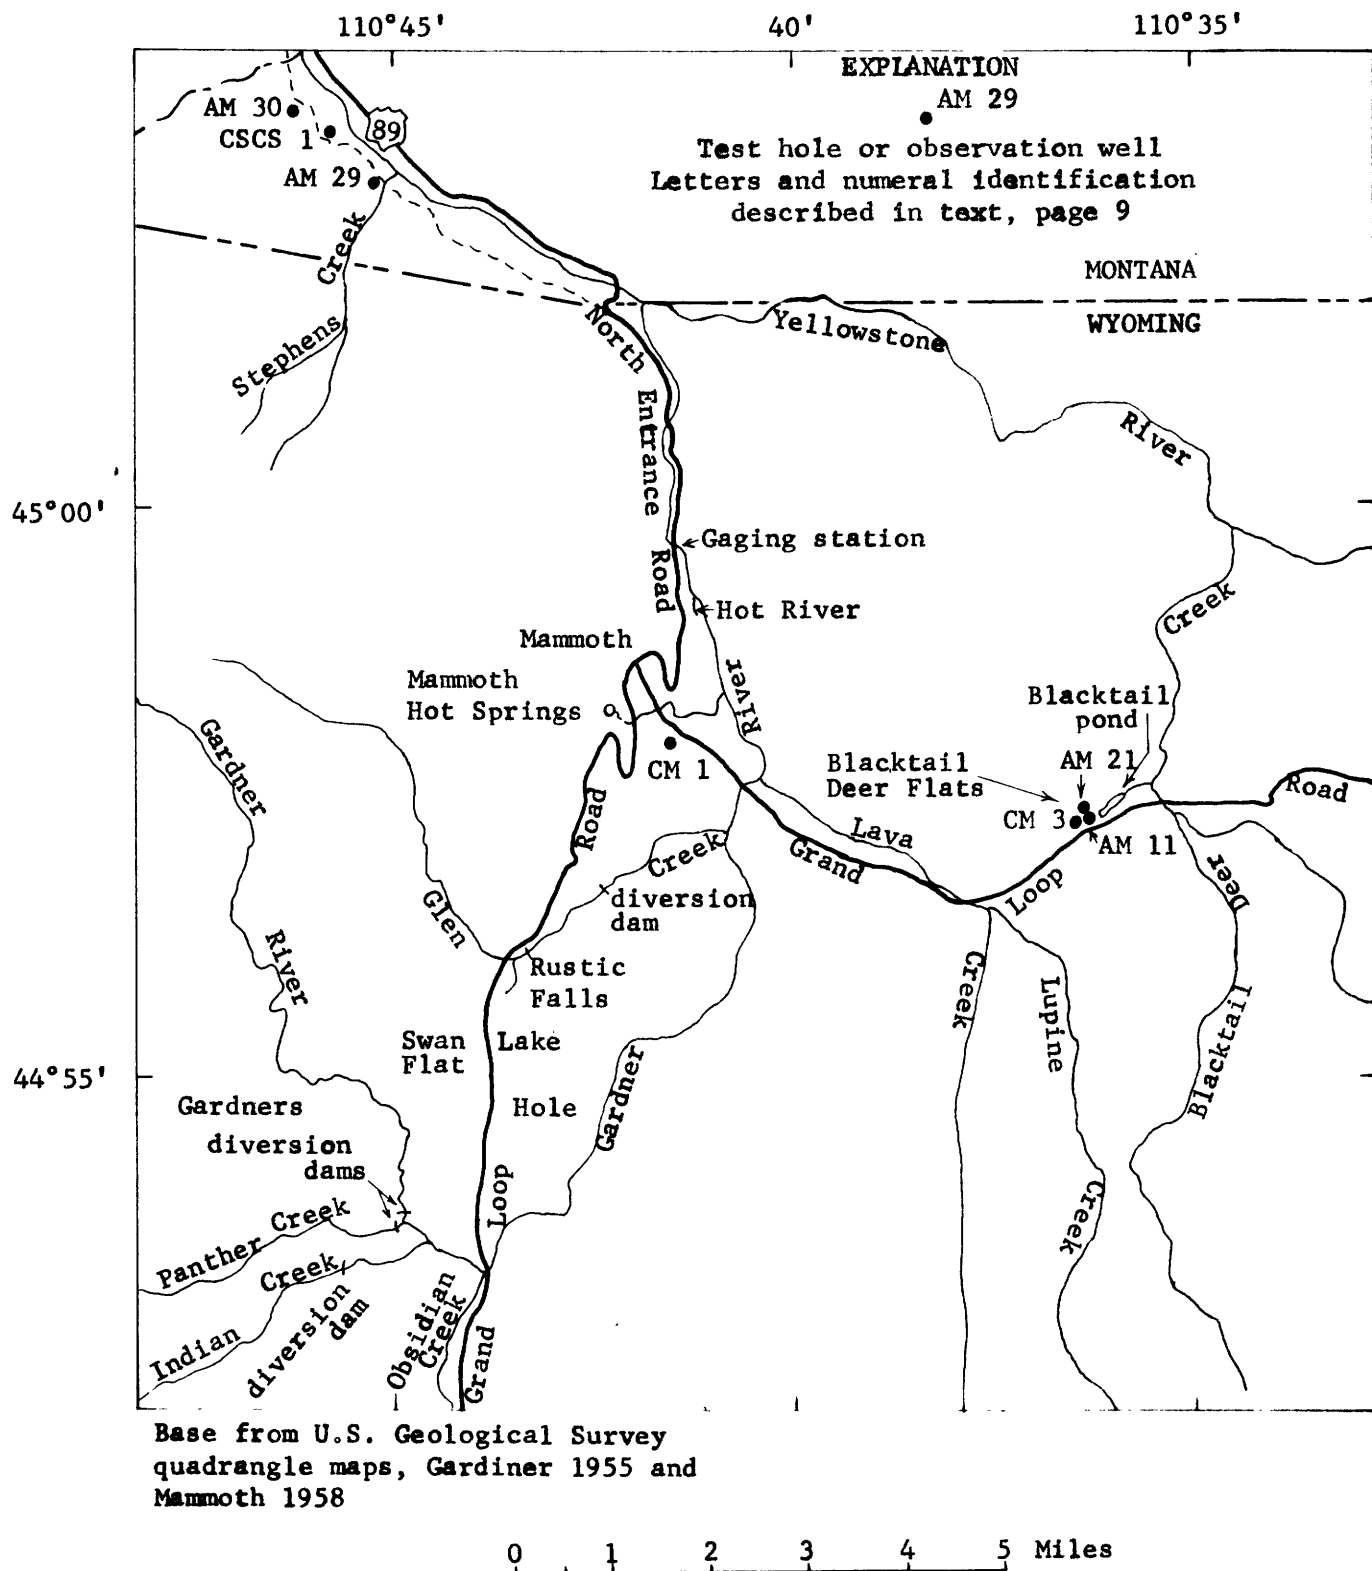 110°45' 40' 110°35'
EXPLANATION
AM 29
Test hole or observation well
Letters and numeral identification
described in text, page 9
AM 30
CSCS 1
89
AM 29
Stephens Creek
MONTANA
WYOMING
Yellowstone River
North Entrance Road
45°00'
Gaging station
Hot River
Mammoth
Mammoth
Hot Springs
River
CM 1
Blacktail
pond
AM 21
Blacktail
Deer Flats
CM 3
AM 11
Creek
Road
Gardner
River
Road
Glen
Creek
diversion
dam
Lava
Grand
Loop
Deer
Rustic
Falls
Creek
Lupine
Blacktail
Swan Lake
Flat
44°55'
Gardners Hole
Gardner
diversion
dams
Loop
Creek
Panther Creek
Indian Creek
diversion
dam
Obsidian
Creek
Grand
Base from U.S. Geological Survey
quadrangle maps, Gardiner 1955 and
Mammoth 1958
0 1 2 3 4 5 Miles